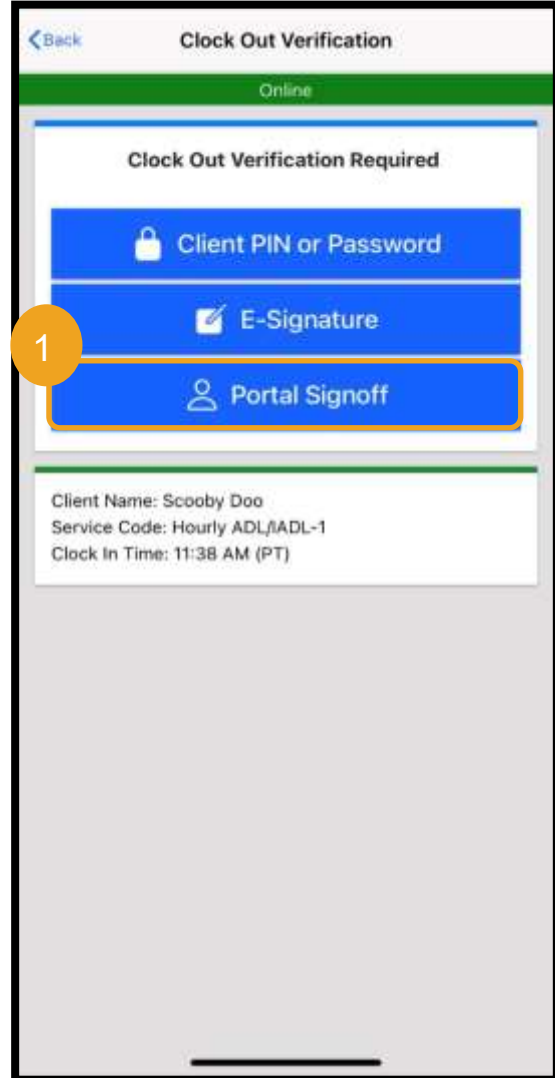 Back Clock Out Verification
Online
Clock Out Verification Required
Client PIN or Password
E-Signature
1
Portal Signoff
Client Name: Scooby Doo
Service Code: Hourly ADL/IADL-1
Clock In Time: 11:38 AM (PT)